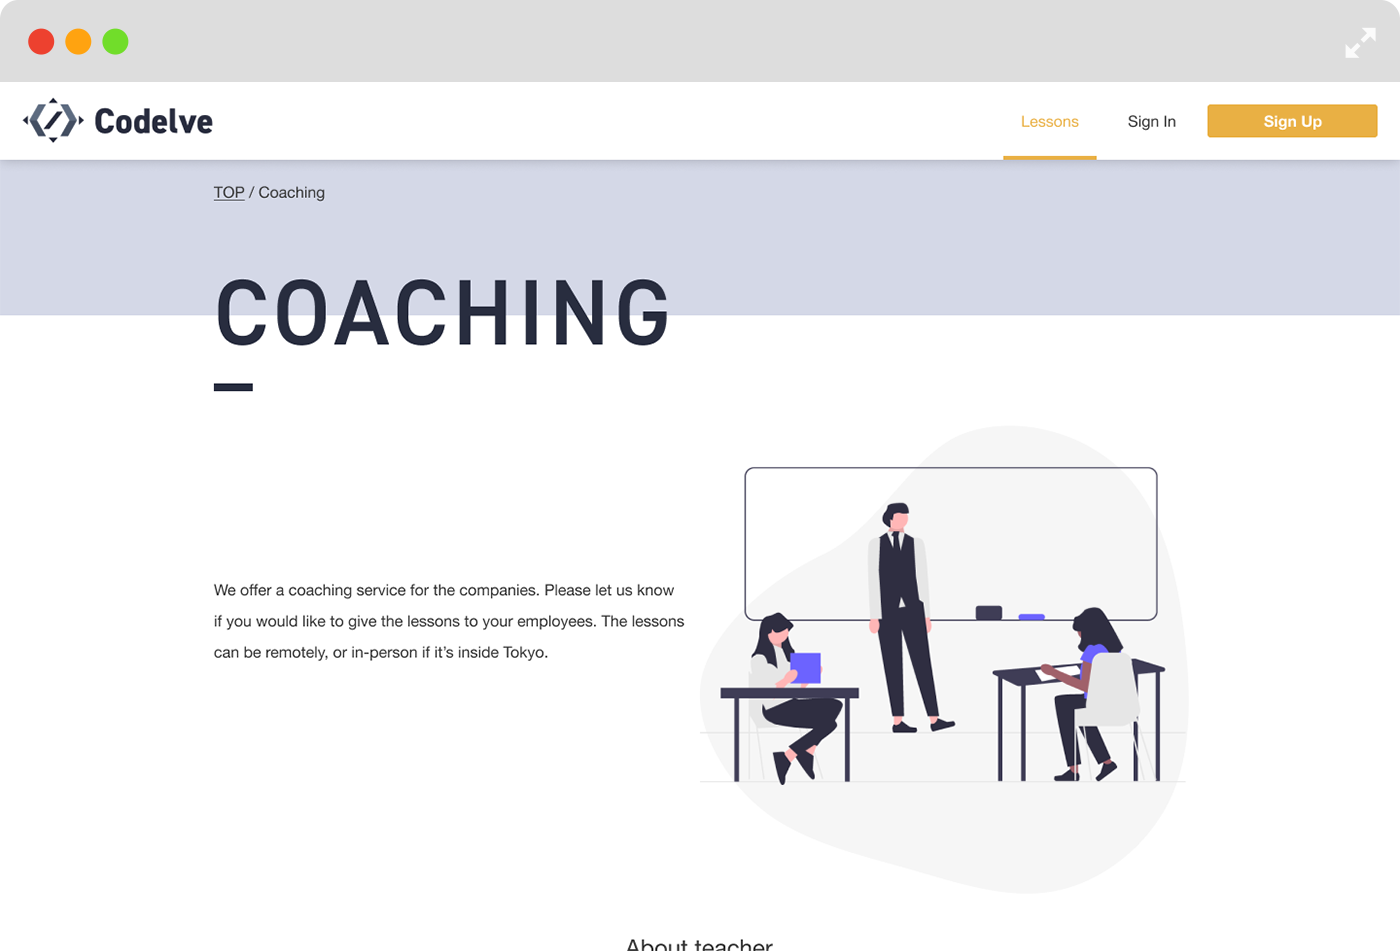 Codelve
Lessons
Sign In
Sign Up
TOP / Coaching
COACHING
We offer a coaching service for the companies. Please let us know
if you would like to give the lessons to your employees. The lessons
can be remotely, or in-person if it’s inside Tokyo.
About teacher